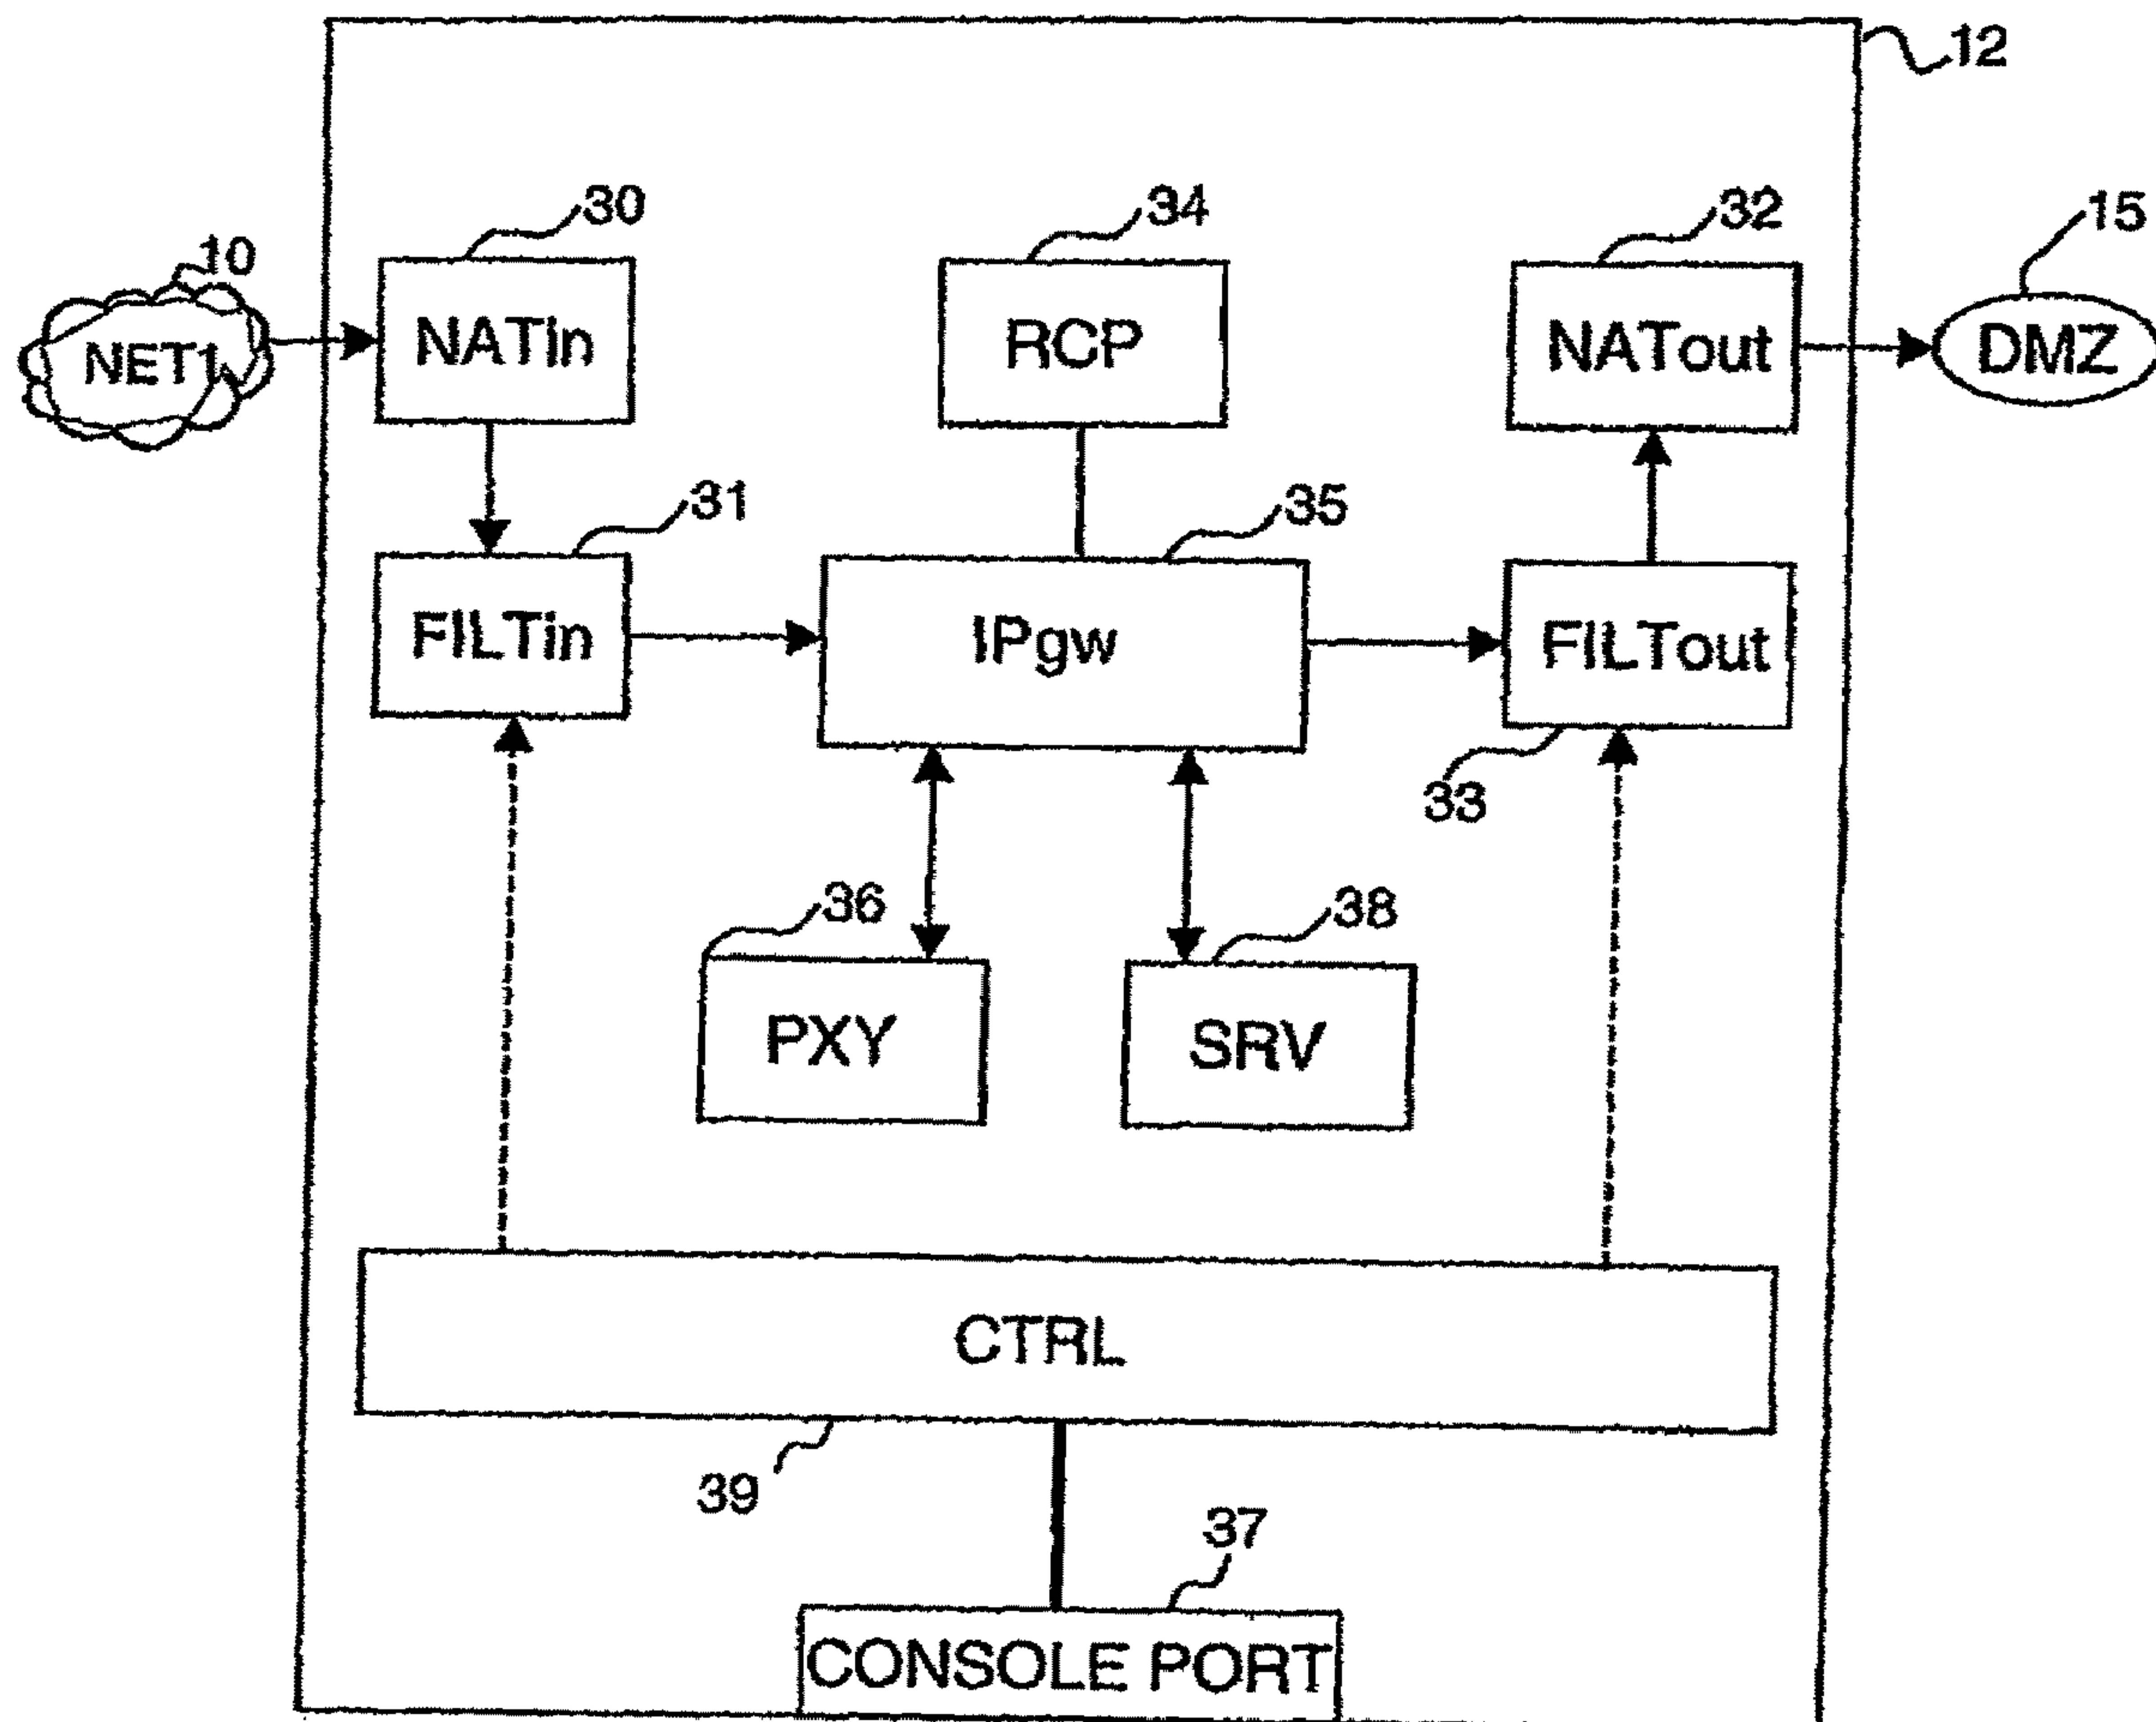 12
30
34
32
15
10
NATin
RCP
NATout
DMZ
NET1
31
35
FILTin
IPgw
FILTout
33
36
38
PXY
SRV
CTRL
39
37
CONSOLE PORT